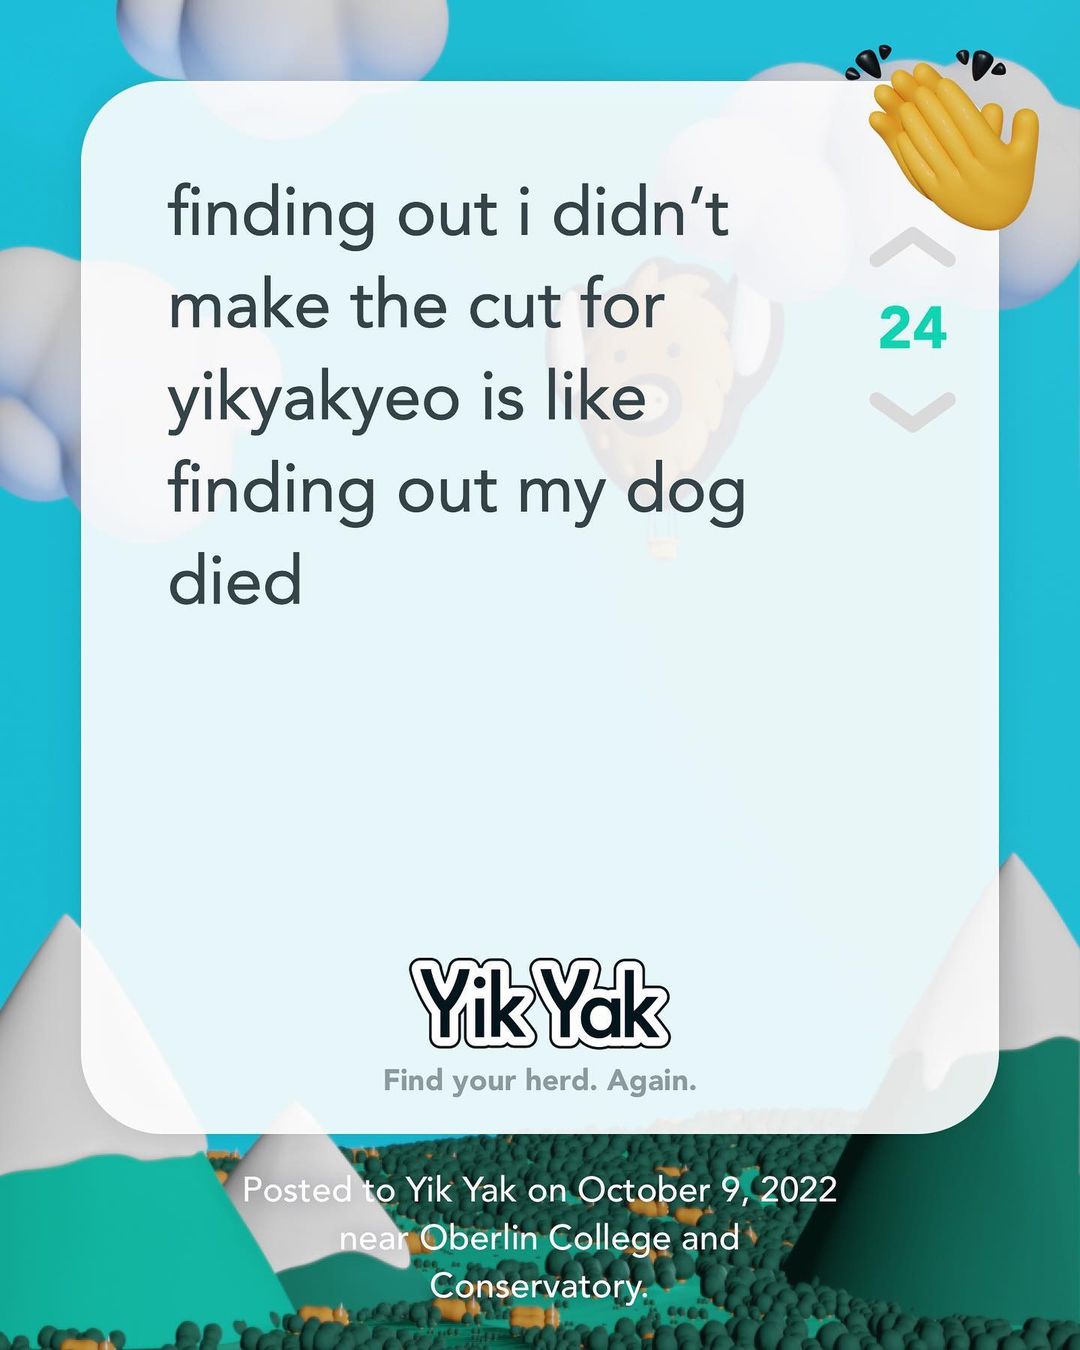 finding out i didn’t
make the cut for
yikyakyeo is like
finding out my dog
died
24
Yik Yak
Find your herd. Again.
Posted to Yik Yak on October 9, 2022
near Oberlin College and
Conservatory.